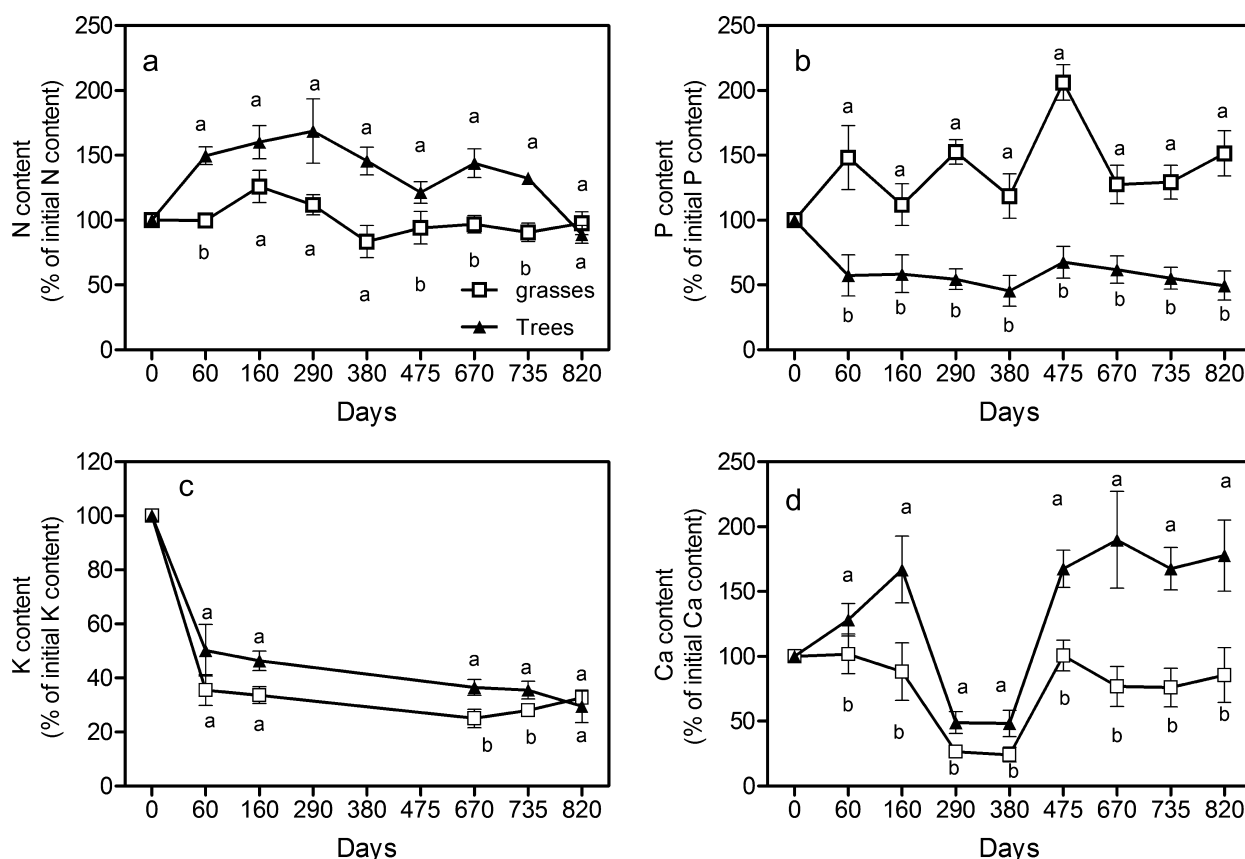 a
N content
(% of initial N content)
250
200
150
100
50
0
a a a a a a a a
b a a a b b b a
grasses
Trees
0 60 160 290 380 475 670 735 820
Days
b
P content
(% of initial P content)
250
200
150
100
50
0
a a a a a a a a
b b b b b b b b
0 60 160 290 380 475 670 735 820
Days
c
K content
(% of initial K content)
120
100
80
60
40
20
0
a a a a a
a a b b a
0 60 160 290 380 475 670 735 820
Days
d
Ca content
(% of initial Ca content)
250
200
150
100
50
0
a a a a a a a a
b b b b b b b b
0 60 160 290 380 475 670 735 820
Days